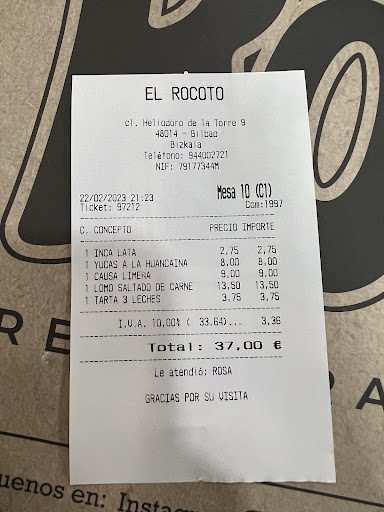 EL ROCOTO
cl. Heliodoro de la Torre 9
48014 - Bilbao
Bizkaia
Teléfono: 944002721
NIF: 79177344M
22/02/2023 21:23 Mesa 10 (C1)
Ticket: 97212 Com:1997
C. CONCEPTO PRECIO IMPORTE
1 INCA LATA 2,75 2,75
1 YUCAS A LA HUANCAINA 8,00 8,00
1 CAUSA LIMERA 9,00 9,00
1 LOMO SALTADO DE CARNE 13,50 13,50
1 TARTA 3 LECHES 3,75 3,75
I.V.A. 10,00% ( 33,64)... 3,36
Total: 37,00 €
Le atendió: ROSA
GRACIAS POR SU VISITA
uenos en: Instag